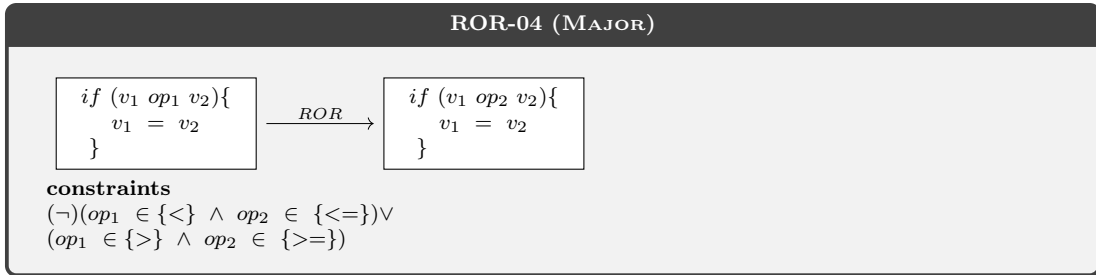 ROR-04 (MAJOR)
if (v₁ op₁ v₂){
v₁ = v₂
}
ROR
if (v₁ op₂ v₂){
v₁ = v₂
}
constraints
(¬)(op₁ ∈ {<} ∧ op₂ ∈ {<=})∨
(op₁ ∈ {>} ∧ op₂ ∈ {>=})